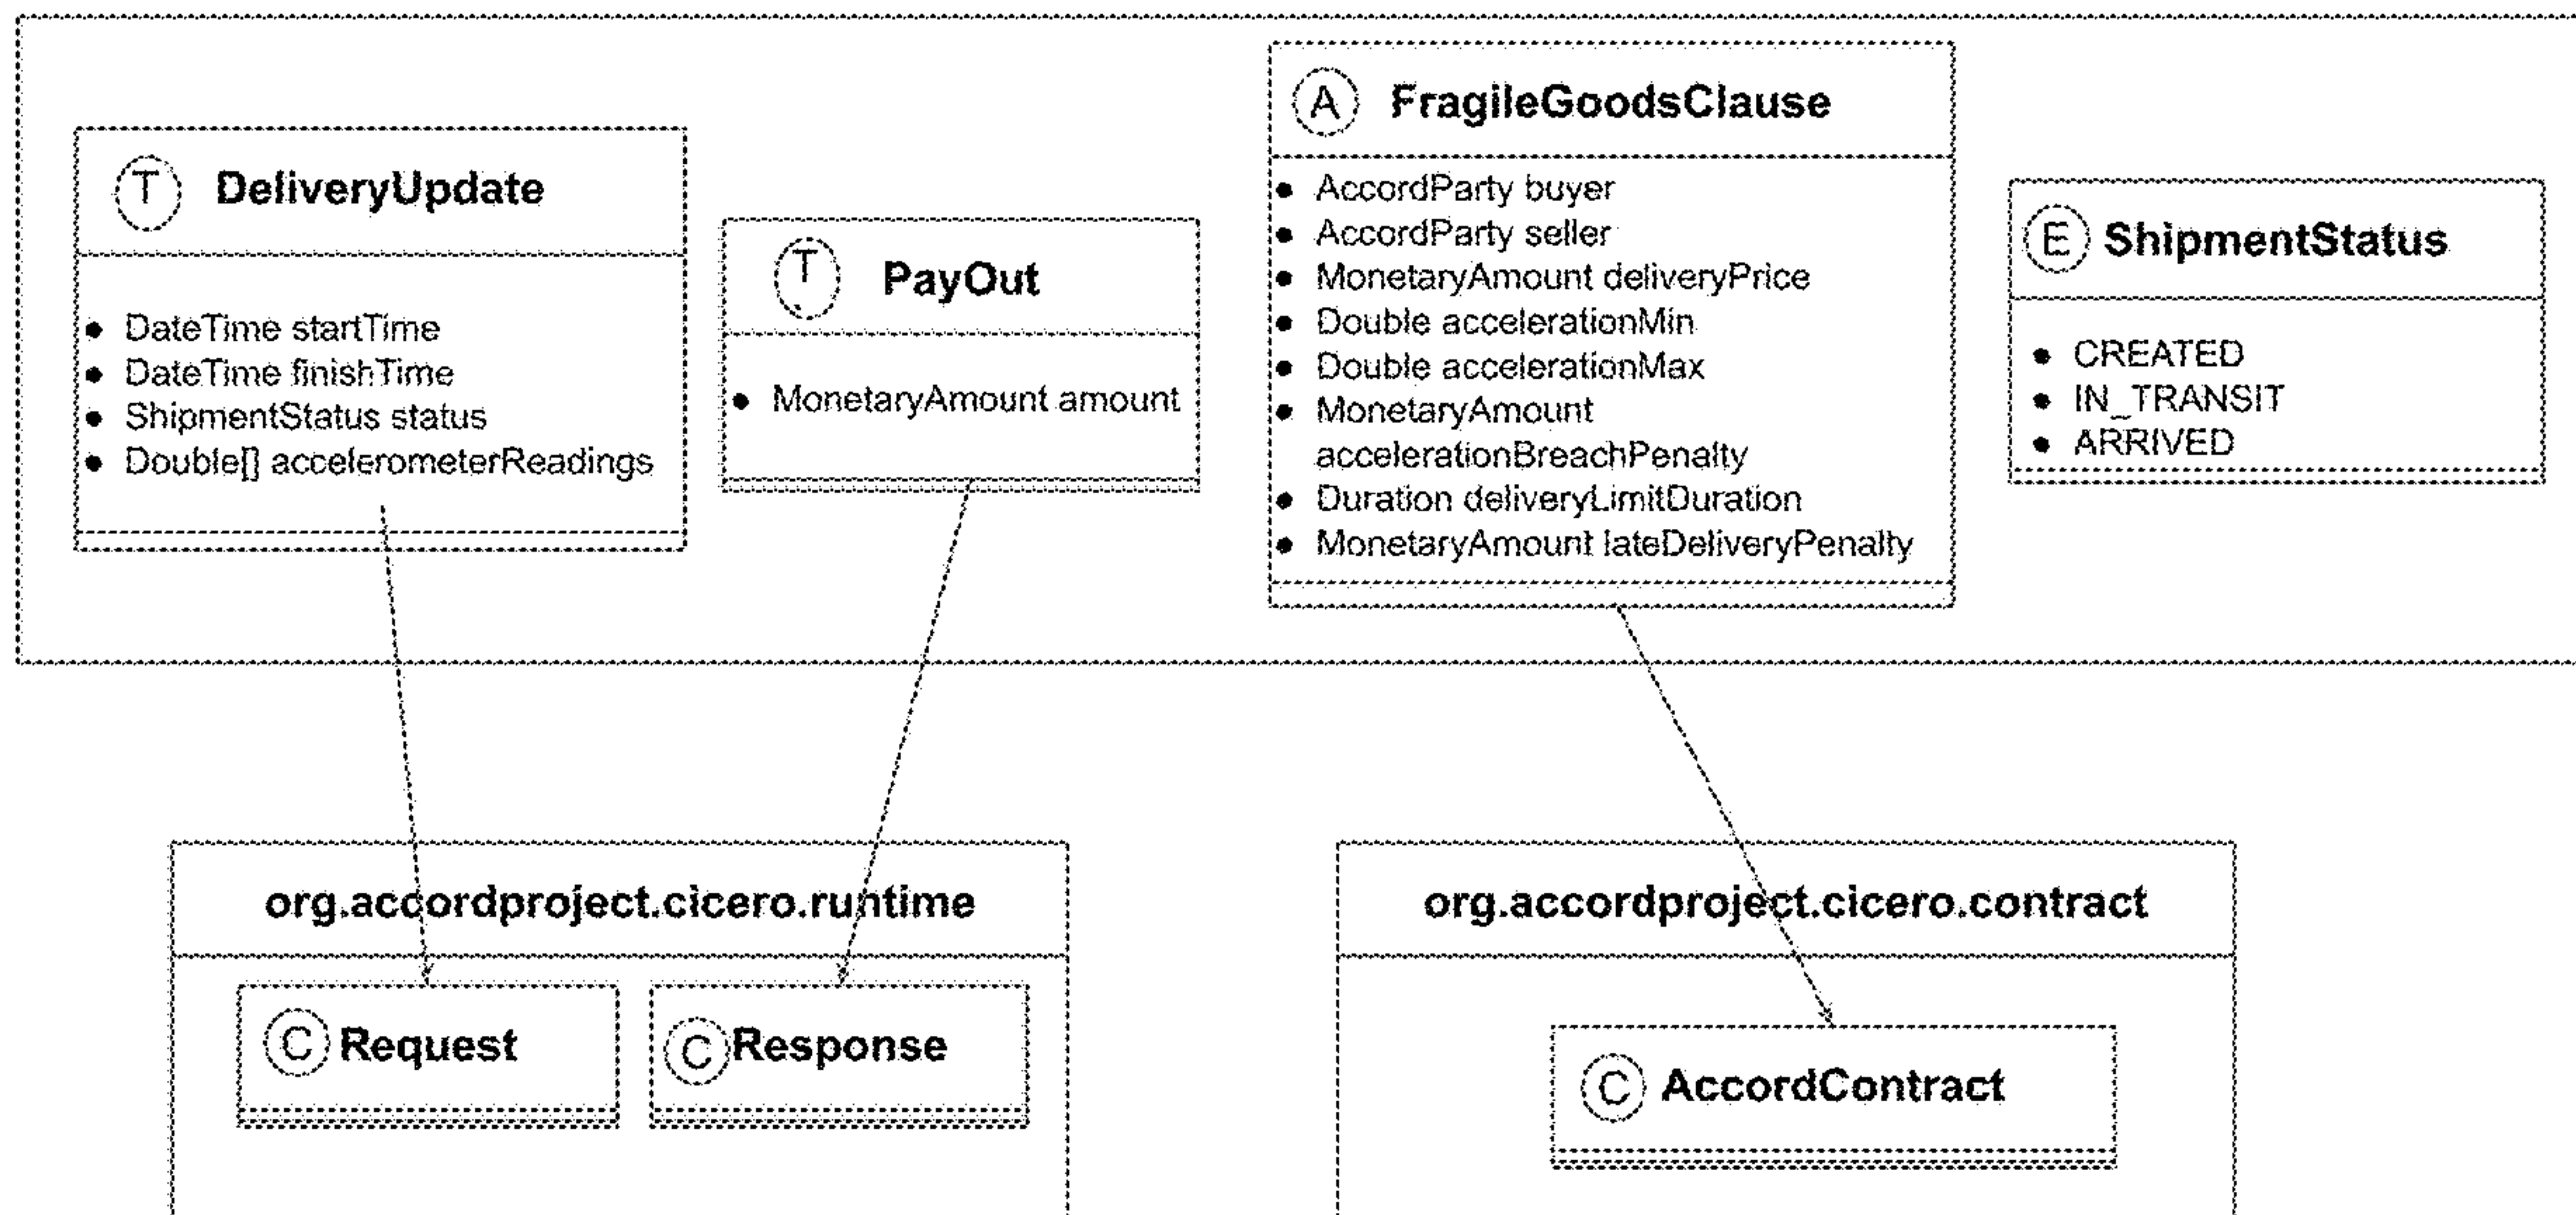 T DeliveryUpdate
• DateTime startTime
• DateTime finishTime
• ShipmentStatus status
• Double[] accelerometerReadings
T PayOut
• MonetaryAmount amount
A FragileGoodsClause
• AccordParty buyer
• AccordParty seller
• MonetaryAmount deliveryPrice
• Double accelerationMin
• Double accelerationMax
• MonetaryAmount
accelerationBreachPenalty
• Duration deliveryLimitDuration
• MonetaryAmount lateDeliveryPenalty
E ShipmentStatus
• CREATED
• IN_TRANSIT
• ARRIVED
org.accordproject.cicero.runtime
C Request
C Response
org.accordproject.cicero.contract
C AccordContract